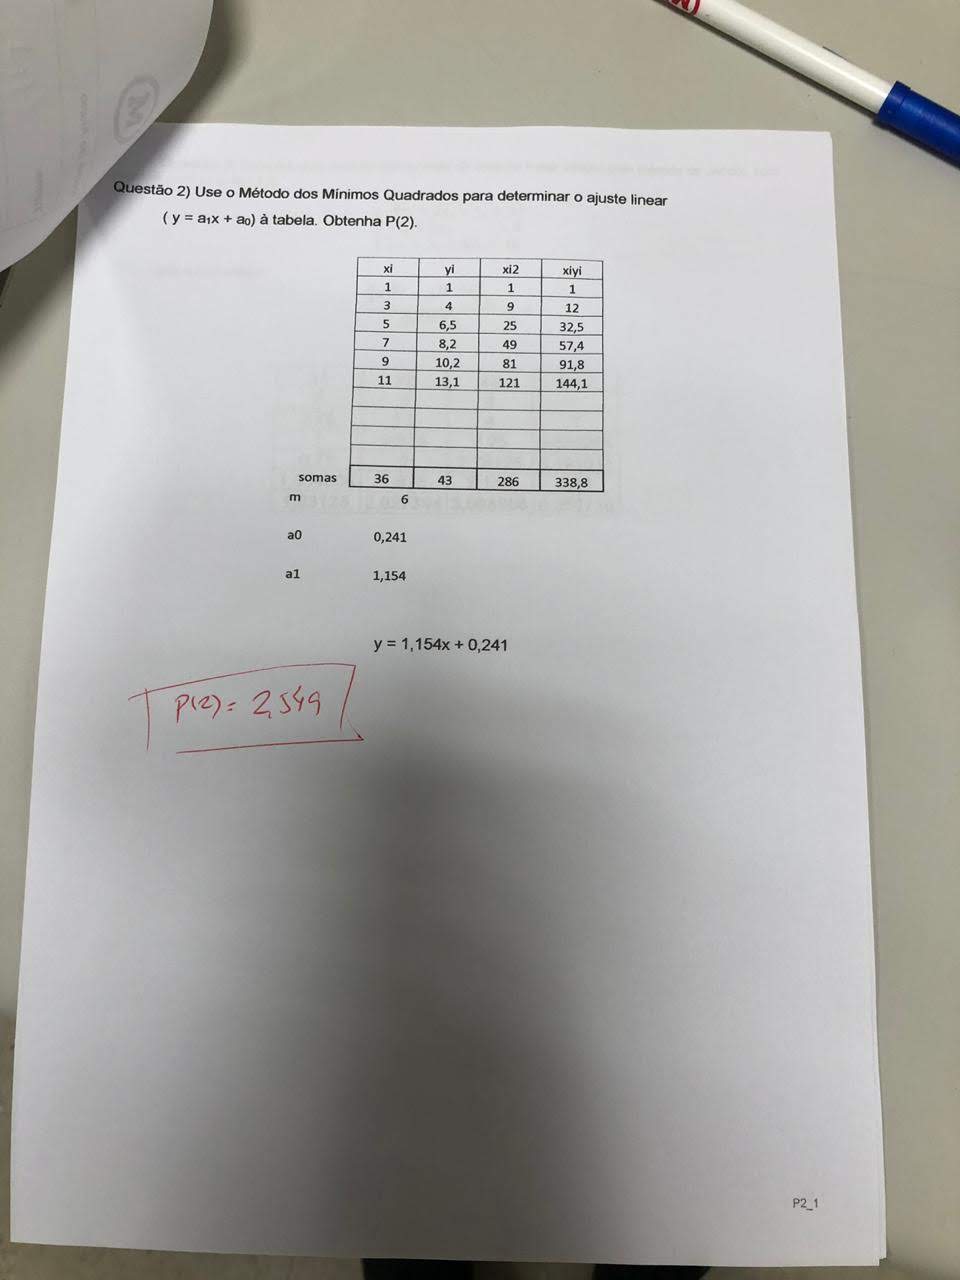 Questão 2) Use o Método dos Mínimos Quadrados para determinar o ajuste linear
( y = a₁x + a₀) à tabela. Obtenha P(2).
xi yi xi2 xiyi
1 1 1 1
3 4 9 12
5 6,5 25 32,5
7 8,2 49 57,4
9 10,2 81 91,8
11 13,1 121 144,1
somas 36 43 286 338,8
m 6
a0 0,241
a1 1,154
y = 1,154x + 0,241
P(2) = 2,549
P2_1